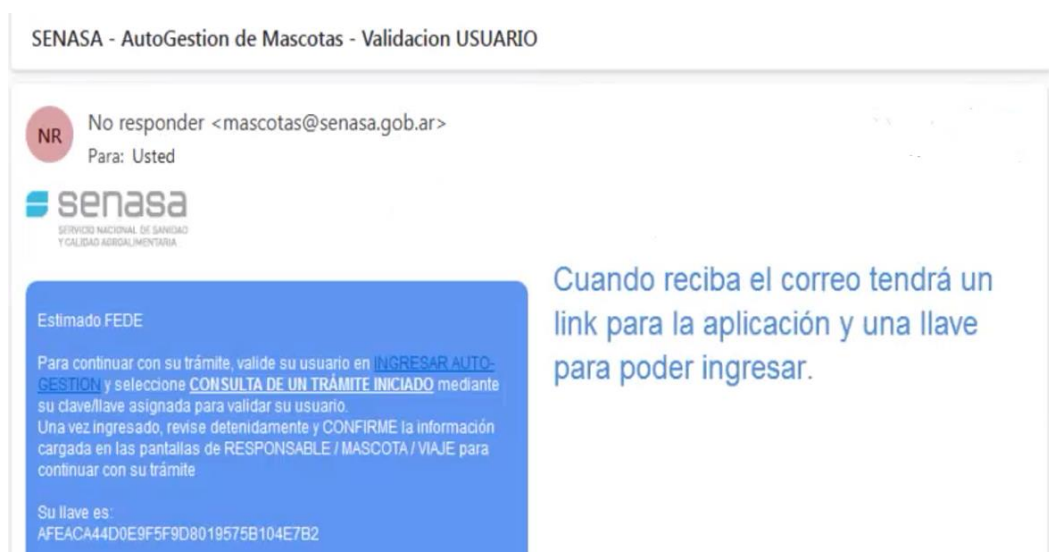 SENASA - AutoGestion de Mascotas - Validacion USUARIO
NR
No responder <mascotas@senasa.gob.ar>
Para: Usted
senasa
SERVICIO NACIONAL DE SANIDAD
Y CALIDAD AGROALIMENTARIA
Estimado FEDE
Para continuar con su trámite, valide su usuario en INGRESAR AUTO-
GESTION y seleccione CONSULTA DE UN TRÁMITE INICIADO mediante
su clave/llave asignada para validar su usuario.
Una vez ingresado, revise detenidamente y CONFIRME la información
cargada en las pantallas de RESPONSABLE / MASCOTA / VIAJE para
continuar con su trámite
Su llave es:
AFEACA44D0E9F5F9D8019575B104E7B2
Cuando reciba el correo tendrá un
link para la aplicación y una llave
para poder ingresar.